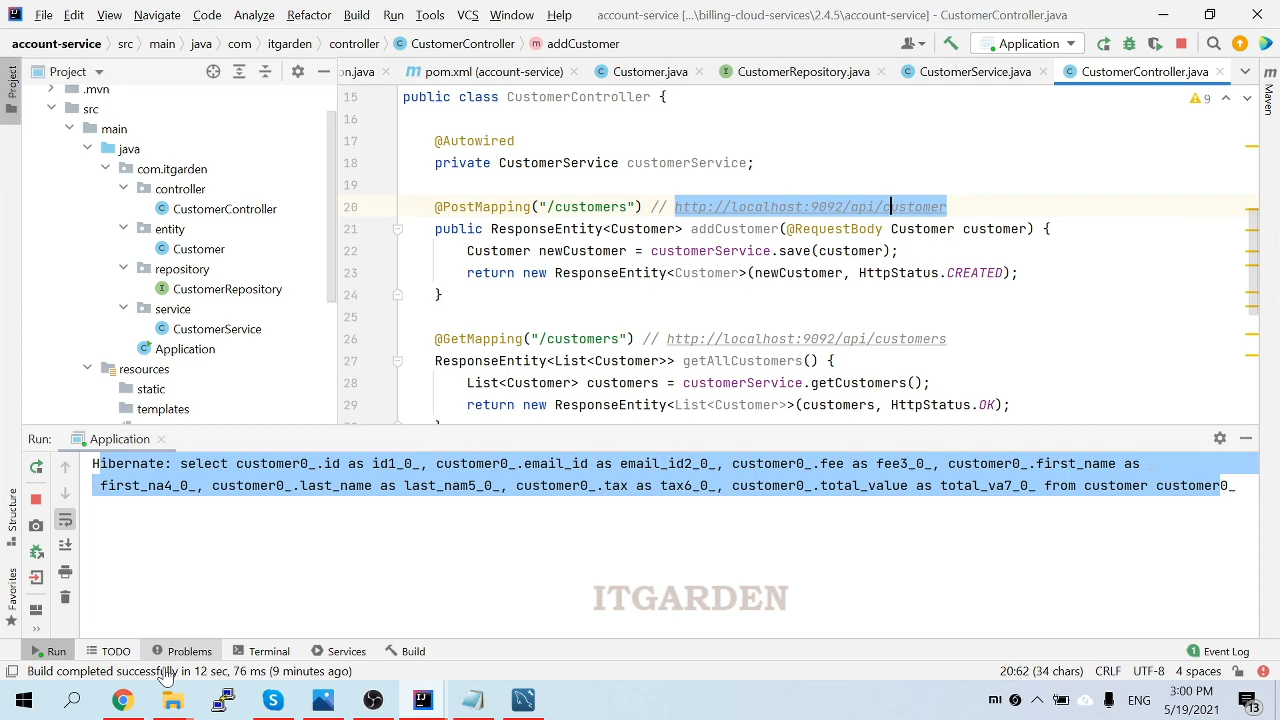 File Edit View Navigate Code Analyze Refactor Build Run Tools VCS Window Help account-service [...\billing-cloud-services\2.4.5\account-service] - CustomerController.java
account-service src main java com itgarden controller CustomerController addCustomer Application
Project on.java pom.xml (account-service) Customer.java CustomerRepository.java CustomerService.java CustomerController.java
Project
.mvn
src
main
java
com.itgarden
controller
CustomerController
entity
Customer
repository
CustomerRepository
service
CustomerService
Application
resources
static
templates
15 public class CustomerController {
9
16
17 @Autowired
18 private CustomerService customerService;
19
20 @PostMapping("/customers") // http://localhost:9092/api/customer
21 public ResponseEntity<Customer> addCustomer(@RequestBody Customer customer) {
22 Customer newCustomer = customerService.save(customer);
23 return new ResponseEntity<Customer>(newCustomer, HttpStatus.CREATED);
24 }
25
26 @GetMapping("/customers") // http://localhost:9092/api/customers
27 ResponseEntity<List<Customer>> getAllCustomers() {
28 List<Customer> customers = customerService.getCustomers();
29 return new ResponseEntity<List<Customer>>(customers, HttpStatus.OK);
Maven
Run: Application
Hibernate: select customer0_.id as id1_0_, customer0_.email_id as email_id2_0_, customer0_.fee as fee3_0_, customer0_.first_name as
first_na4_0_, customer0_.last_name as last_nam5_0_, customer0_.tax as tax6_0_, customer0_.total_value as total_va7_0_ from customer customer0_
Structure
Favorites
ITGARDEN
Run TODO Problems Terminal Services Build 1 Event Log
Build completed successfully in 12 sec, 76 ms (9 minutes ago) 20:62 (34 chars) CRLF UTF-8 4 spaces
ENG 3:00 PM
5/19/2021 13